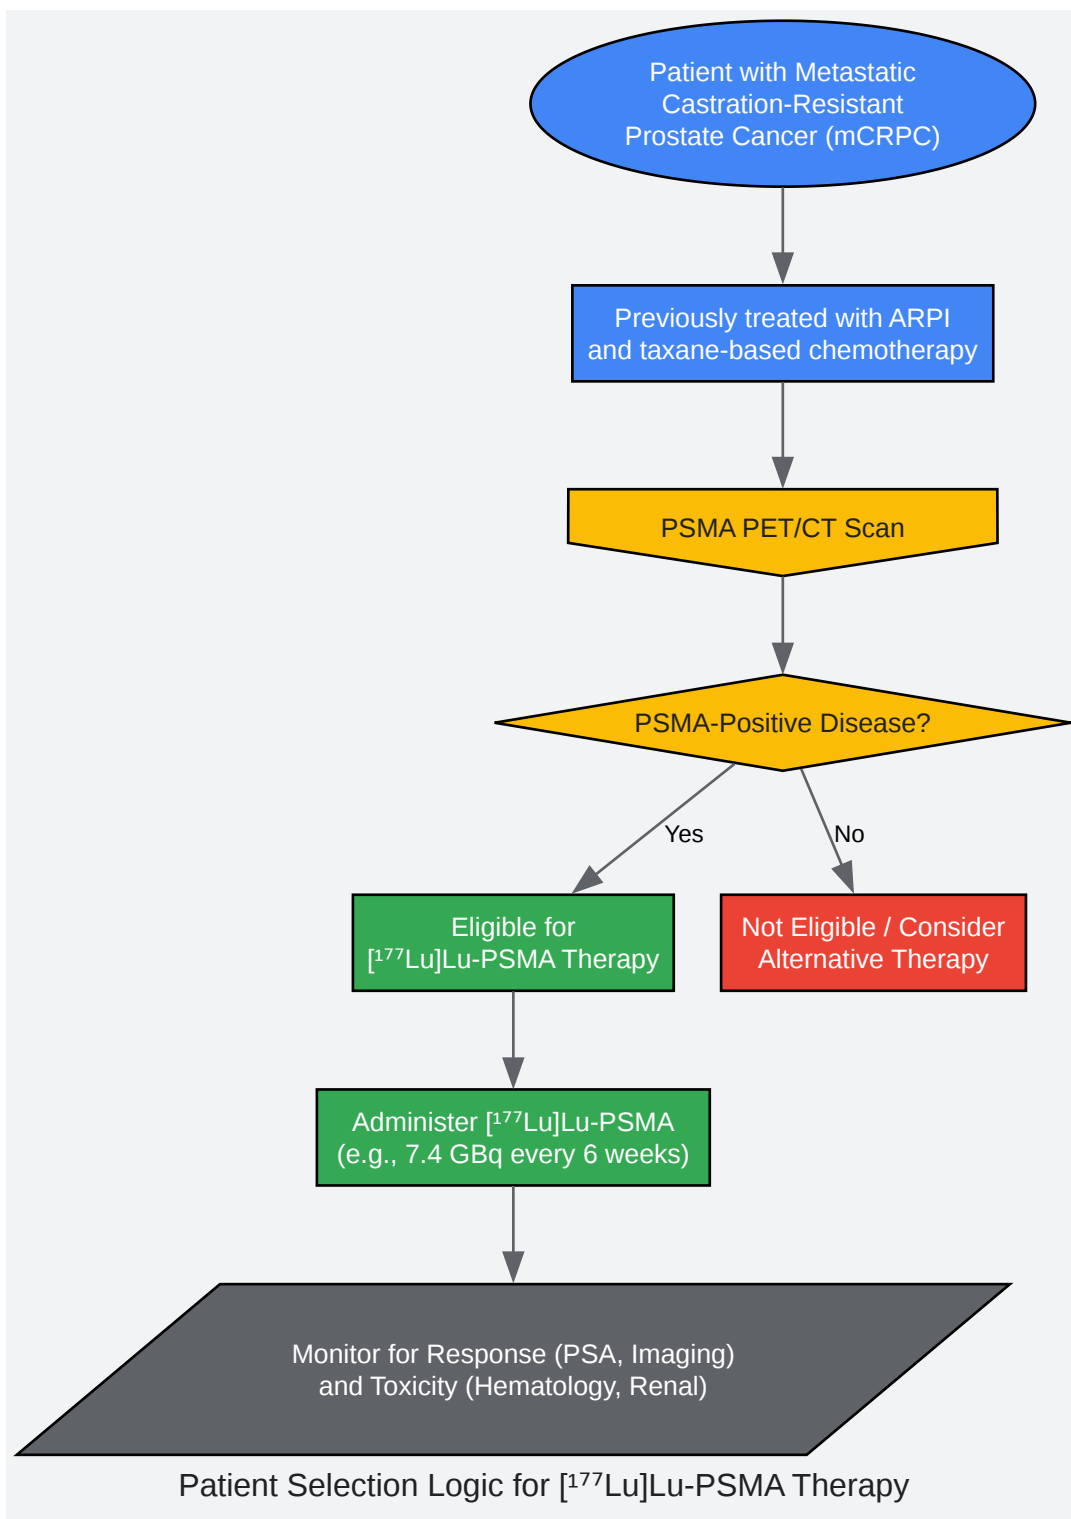 Patient with Metastatic
Castration-Resistant
Prostate Cancer (mCRPC)
Previously treated with ARPI
and taxane-based chemotherapy
PSMA PET/CT Scan
PSMA-Positive Disease?
Yes
No
Eligible for
[¹⁷⁷Lu]Lu-PSMA Therapy
Not Eligible / Consider
Alternative Therapy
Administer [¹⁷⁷Lu]Lu-PSMA
(e.g., 7.4 GBq every 6 weeks)
Monitor for Response (PSA, Imaging)
and Toxicity (Hematology, Renal)
Patient Selection Logic for [¹⁷⁷Lu]Lu-PSMA Therapy